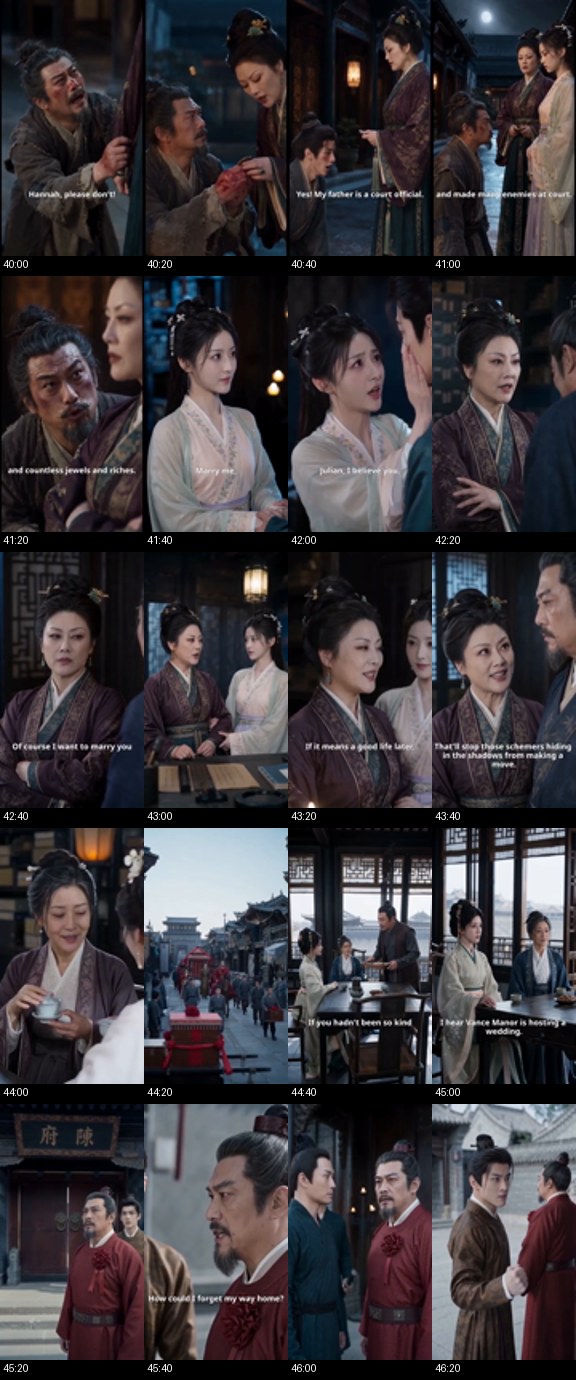 Hannah, please don't!
Yes! My father is a court official.
and made many enemies at court.
40:00
40:20
40:40
41:00
and countless jewels and riches.
Marry me.
Julian, I believe you.
41:20
41:40
42:00
42:20
Of course I want to marry you
If it means a good life later.
That'll stop those schemers hiding
in the shadows from making a
move.
42:40
43:00
43:20
43:40
If you hadn't been so kind
I hear Vance Manor is hosting a
wedding.
44:00
44:20
44:40
45:00
陳府
How could I forget my way home?
45:20
45:40
46:00
46:20